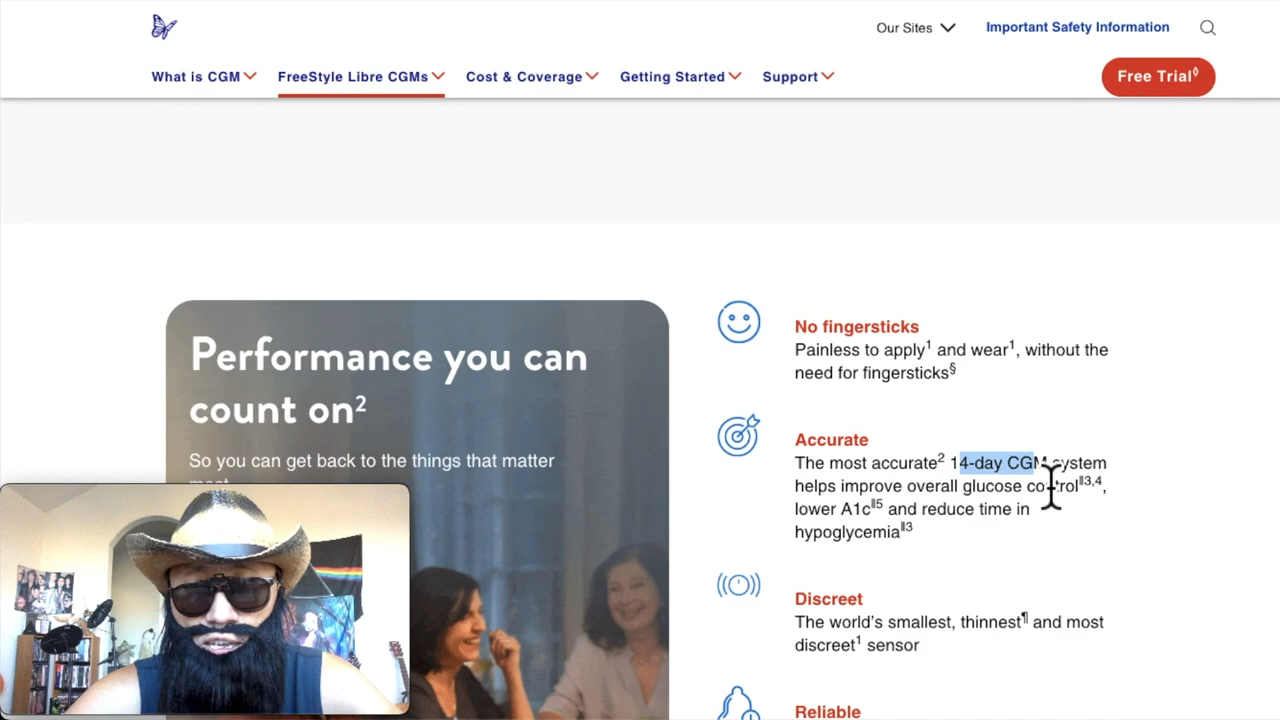 Our Sites
Important Safety Information
What is CGM
FreeStyle Libre CGMs
Cost & Coverage
Getting Started
Support
Free Trial◊
Performance you can
count on²
So you can get back to the things that matter
most
No fingersticks
Painless to apply¹ and wear¹, without the
need for fingersticks§
Accurate
The most accurate² 14-day CGM system
helps improve overall glucose control‖3,4,
lower A1c‖5 and reduce time in
hypoglycemia‖3
Discreet
The world's smallest, thinnest¶ and most
discreet¹ sensor
Reliable